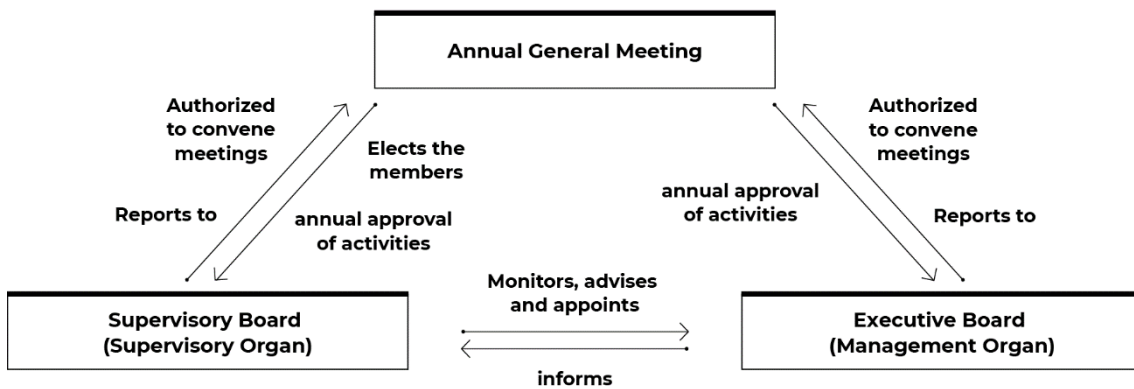 Annual General Meeting
Authorized
to convene
meetings
Elects the
members
Reports to
annual approval
of activities
Authorized
to convene
meetings
annual approval
of activities
Reports to
Monitors, advises
and appoints
Supervisory Board
(Supervisory Organ)
Executive Board
(Management Organ)
informs